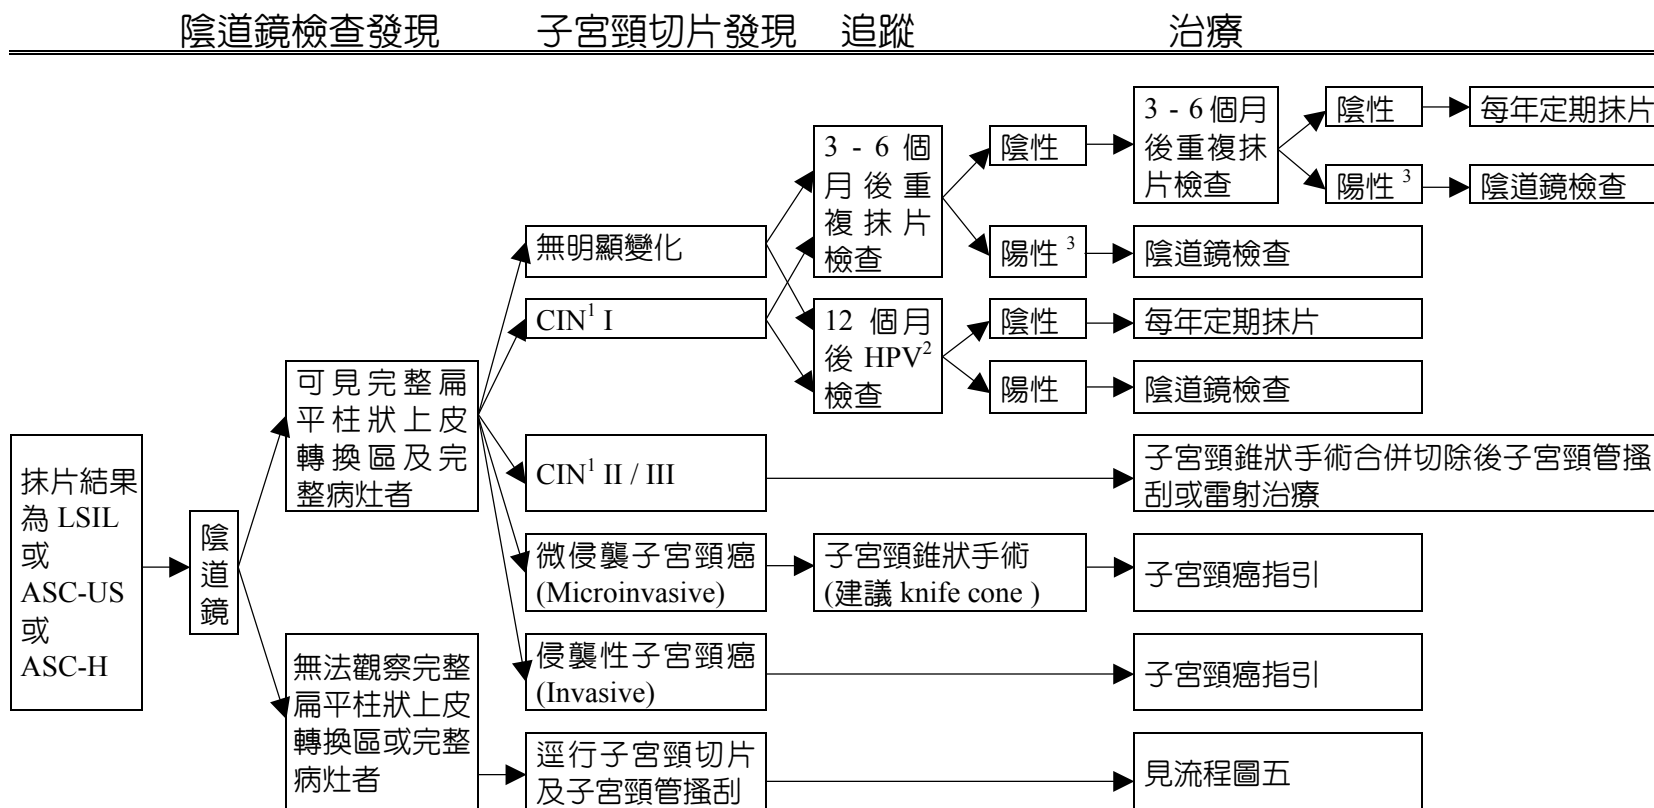 陰道鏡檢查發現 子宮頸切片發現 追蹤 治療
抹片結果
為 LSIL
或
ASC-US
或
ASC-H
陰
道
鏡
可見完整扁
平柱狀上皮
轉換區及完
整病灶者
無法觀察完整
扁平柱狀上皮
轉換區或完整
病灶者
無明顯變化
CIN¹ I
CIN¹ II / III
微侵襲子宮頸癌
(Microinvasive)
侵襲性子宮頸癌
(Invasive)
逕行子宮頸切片
及子宮頸管搔刮
3 - 6 個
月後重
複抹片
檢查
12 個月
後 HPV²
檢查
子宮頸錐狀手術
(建議 knife cone )
陰性
陽性 ³
陰性
陽性
3 - 6 個月
後重複抹
片檢查
陰性
每年定期抹片
陽性 ³
陰道鏡檢查
陰道鏡檢查
每年定期抹片
陰道鏡檢查
子宮頸錐狀手術合併切除後子宮頸管搔
刮或雷射治療
子宮頸癌指引
子宮頸癌指引
見流程圖五